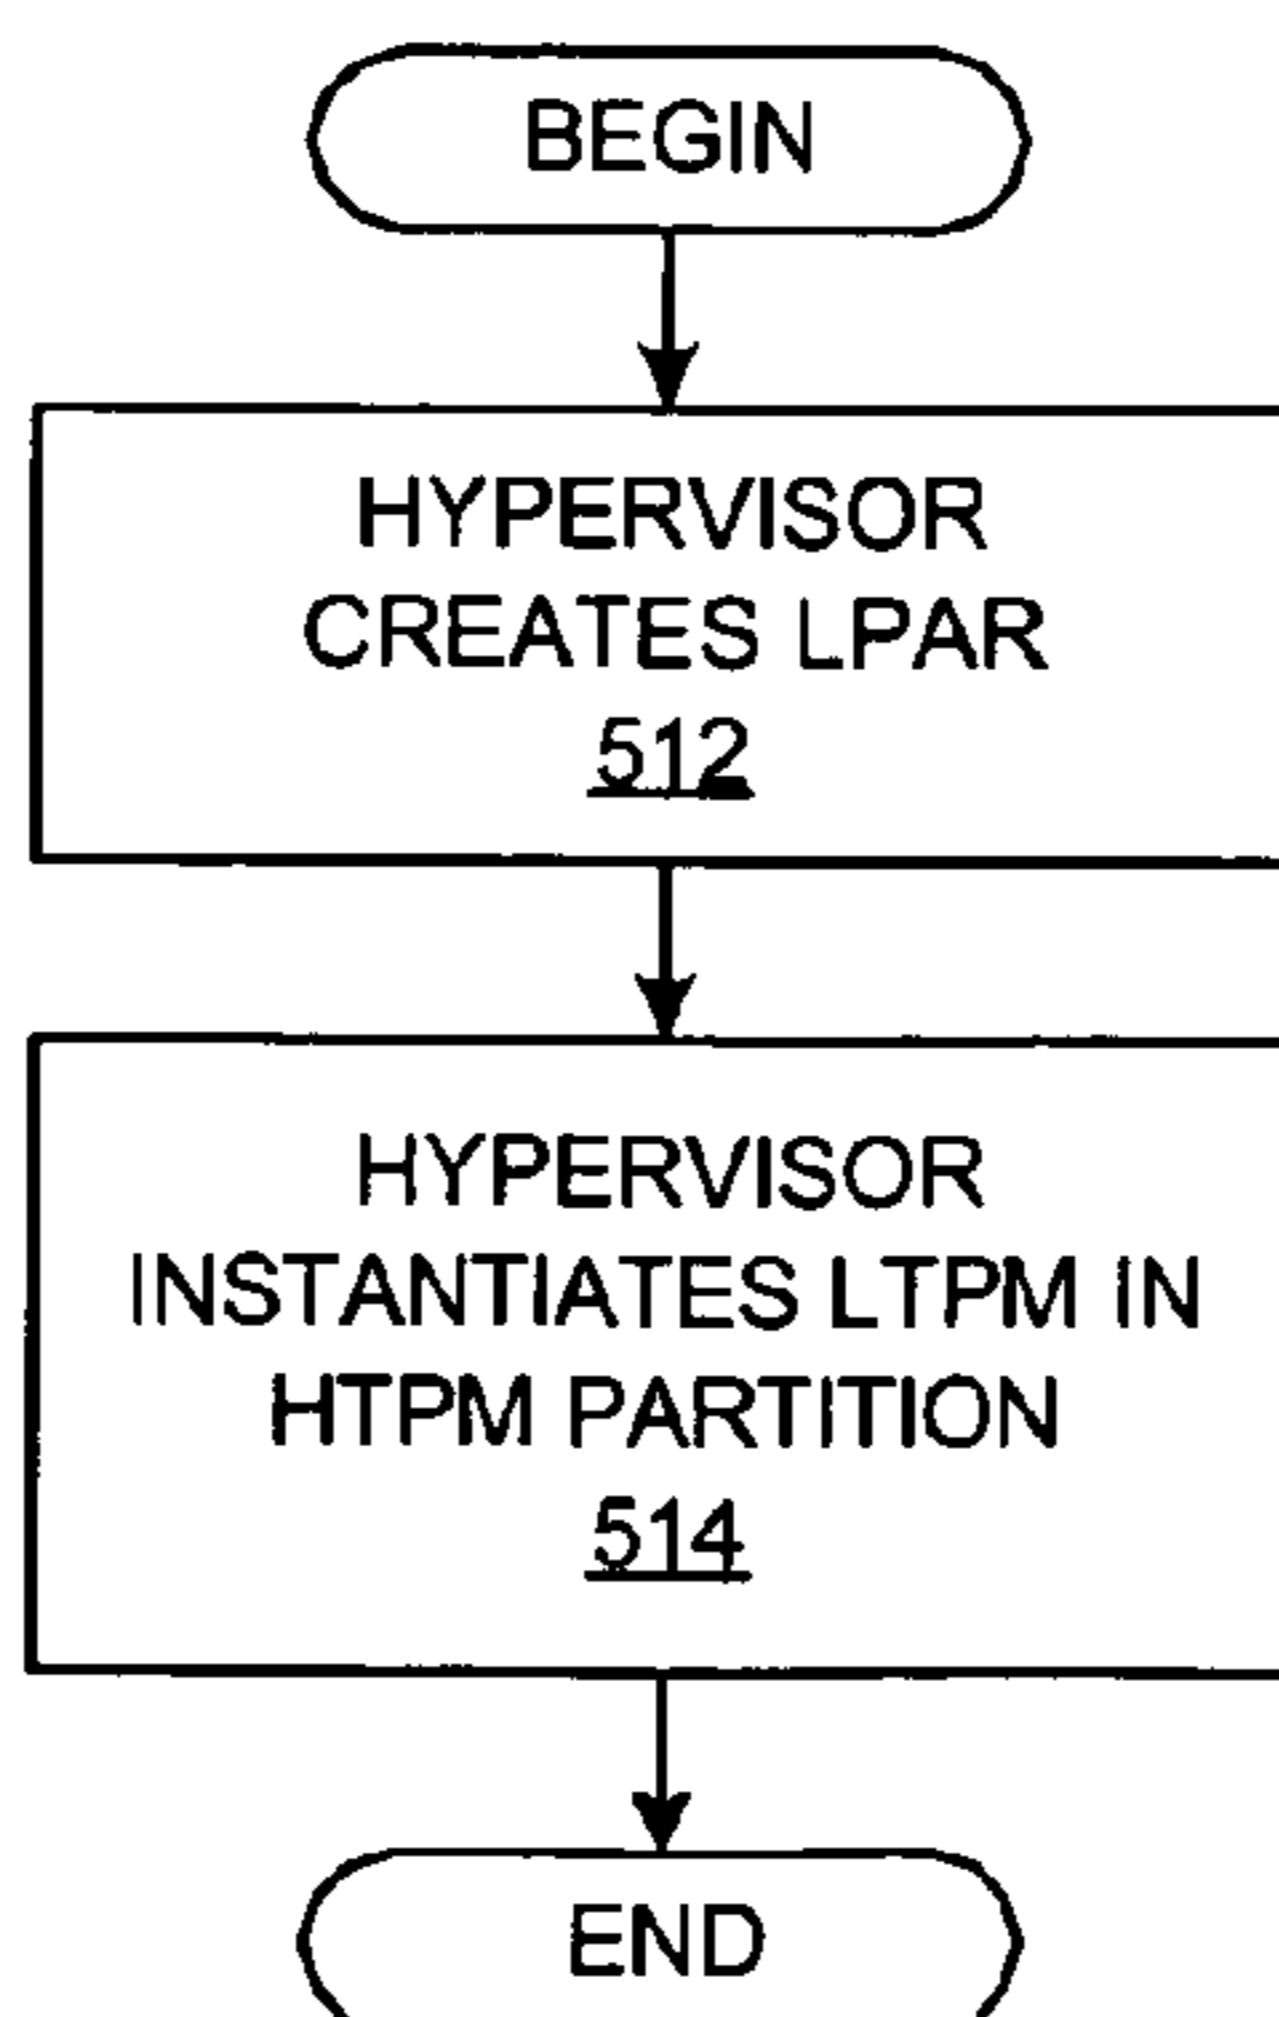 BEGIN
HYPERVISOR
CREATES LPAR
512
HYPERVISOR
INSTANTIATES LTPM IN
HTPM PARTITION
514
END